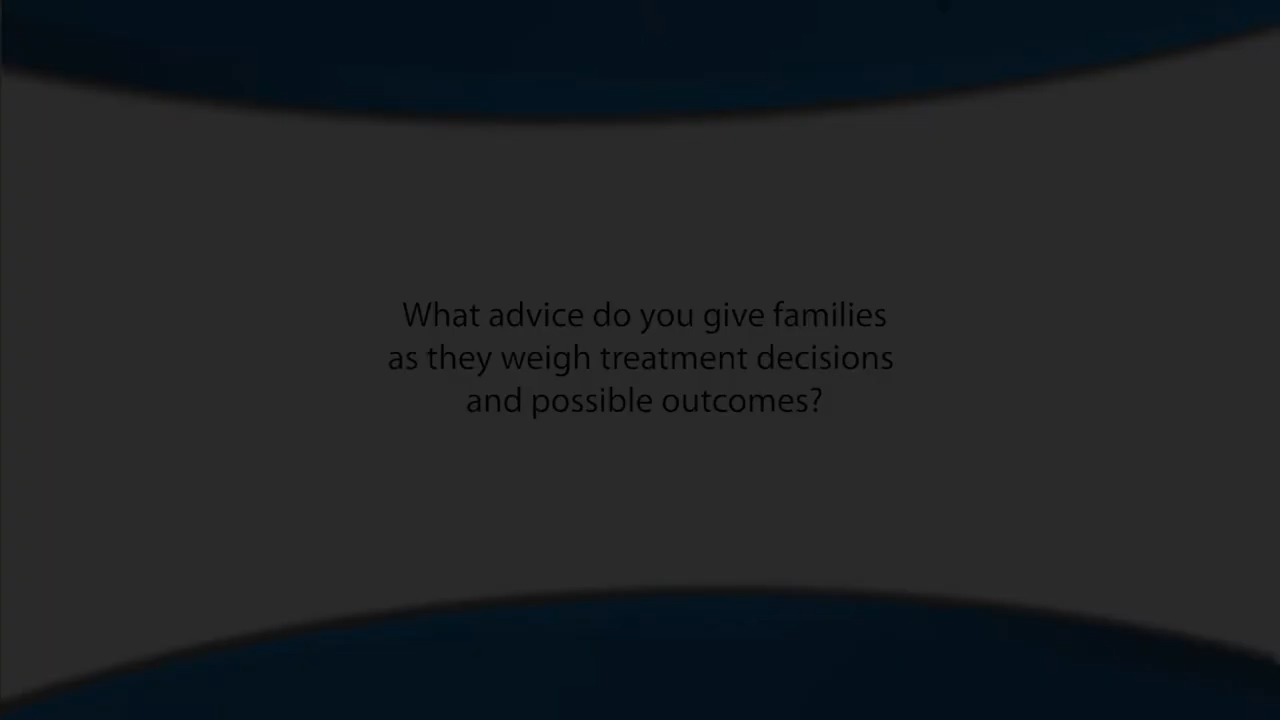 What advice do you give families
as they weigh treatment decisions
and possible outcomes?